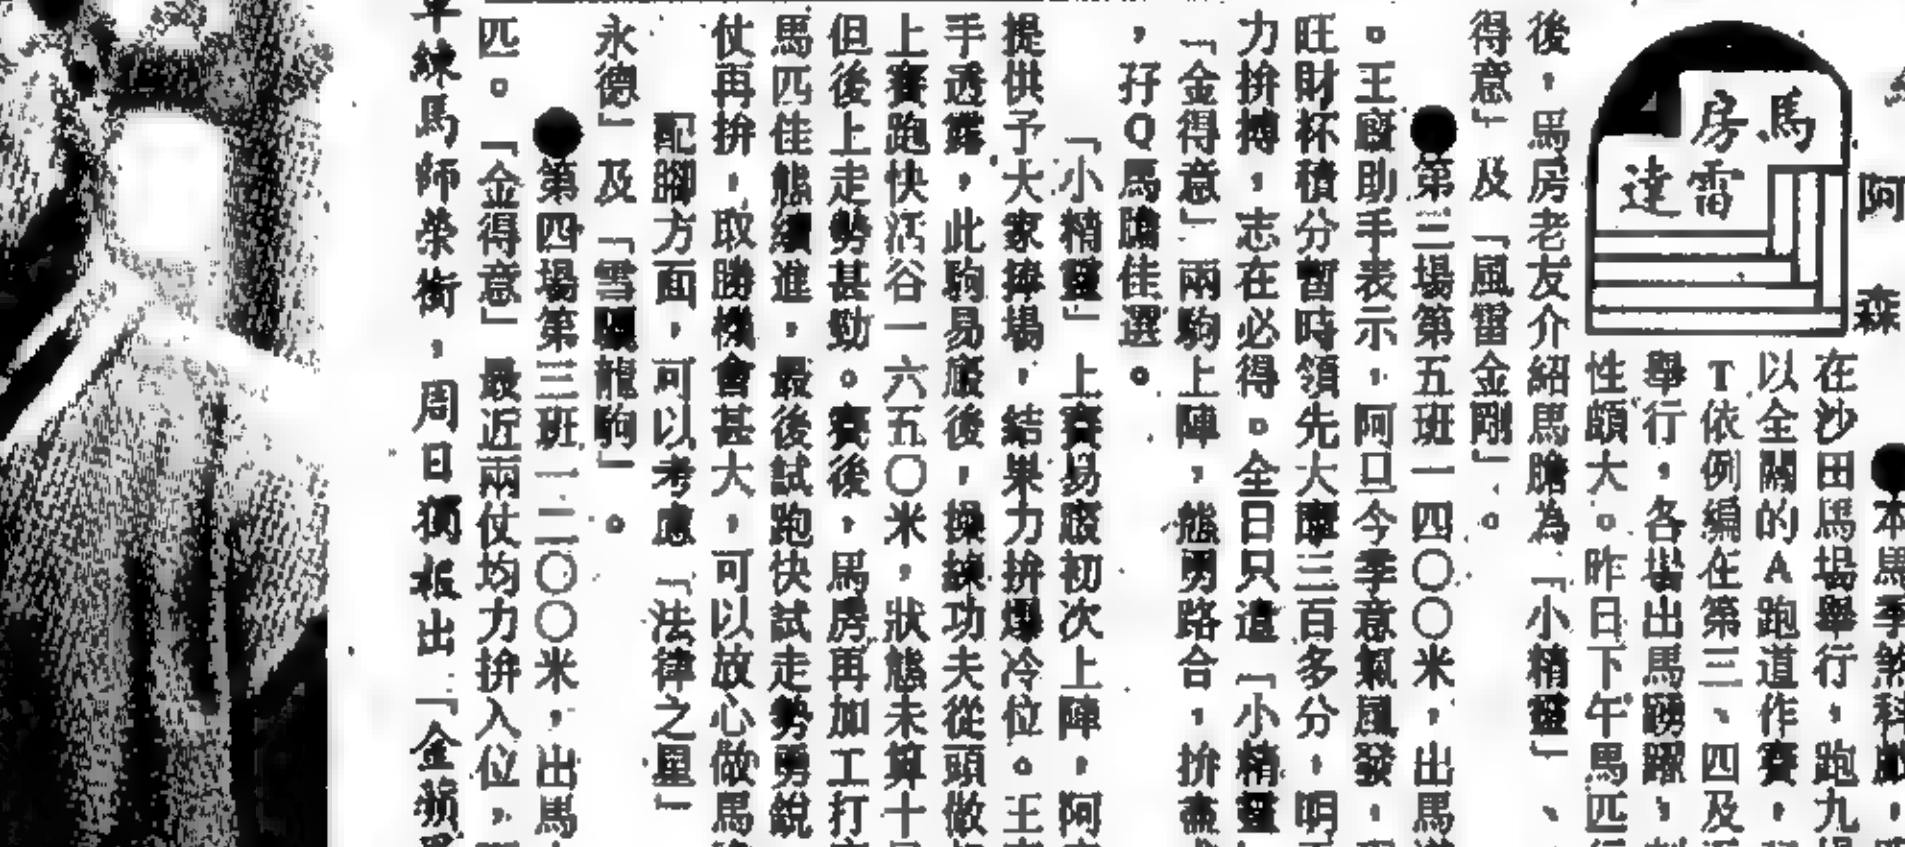 馬房
雷達
阿森
本馬季煞科
在沙田馬場舉行，跑九場
以全關的A跑道作賽，
T依例編在第三、四及
舉行，各場出馬踴躍，
性頗大。昨日下午馬匹
後，馬房老友介紹馬膽為「小精靈」、
得意」及「風雷金剛」。
●第三場第五班一四〇〇米，出馬
。王廄助手表示，阿旦今季意氣風發，
旺財杯積分暫時領先大摩三百多分，明
力拚搏，志在必得。全日只遣「小精靈」
「金得意」兩駒上陣，態勇路合，拚盡
，孖Q馬膽佳選。
「小精靈」上賽易廄初次上陣，阿
提供予大家捧場，結果力拚爆冷位。王
手透露，此駒易廄後，操練功夫從頭做
上賽跑快活谷一六五〇米，狀態未算十
但後上走勢甚勁。賽後，馬房再加工打
馬匹佳態續進，最後試跑快試走勢勇銳
仗再拚，取勝機會甚大，可以放心做馬
配腳方面，可以考慮「法律之星」
永德」及「雪影龍駒」。
●第四場第三班一二〇〇米，出馬
匹。「金得意」最近兩仗均力拚入位，
練馬師榮衝，周日獨報出「金